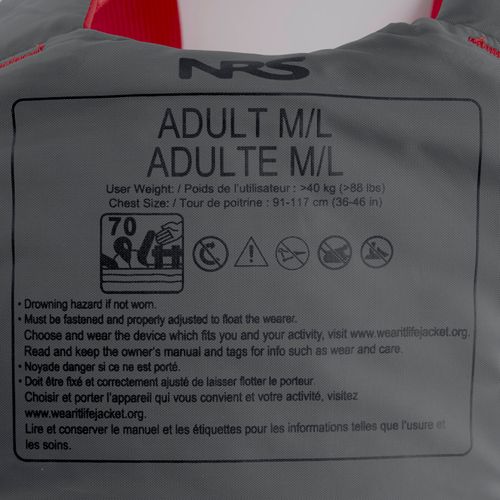 NRS
ADULT M/L
ADULTE M/L
User Weight: / Poids de l'utilisateur : >40 kg (>88 lbs)
Chest Size: / Tour de poitrine : 91-117 cm (36-46 in)
70
• Drowning hazard if not worn.
• Must be fastened and properly adjusted to float the wearer.
Choose and wear the device which fits you and your activity, visit www.wearitlifejacket.org.
Read and keep the owner's manual and tags for info such as wear and care.
• Noyade danger si ce ne est porté.
• Doit être fixé et correctement ajusté de laisser flotter le porteur.
Choisir et porter l'appareil qui vous convient et votre activité, visitez
www.wearitlifejacket.org.
Lire et conserver le manuel et les étiquettes pour les informations telles que l'usure et
les soins.